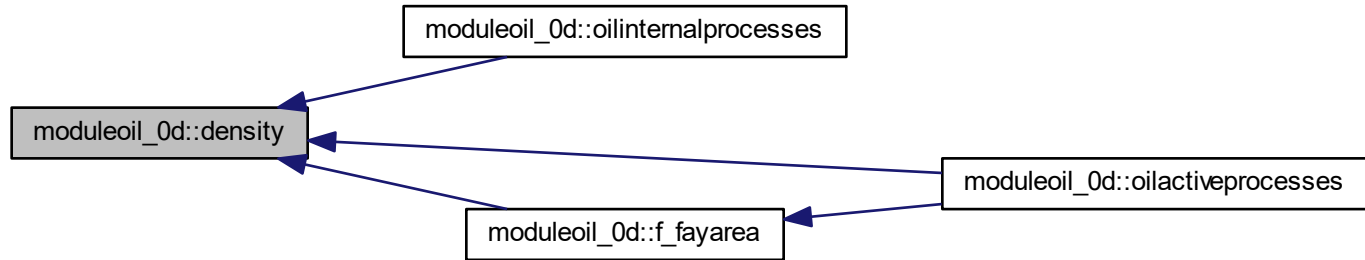 moduleoil_0d::oilinternalprocesses
moduleoil_0d::density
moduleoil_0d::oilactiveprocesses
moduleoil_0d::f_fayarea